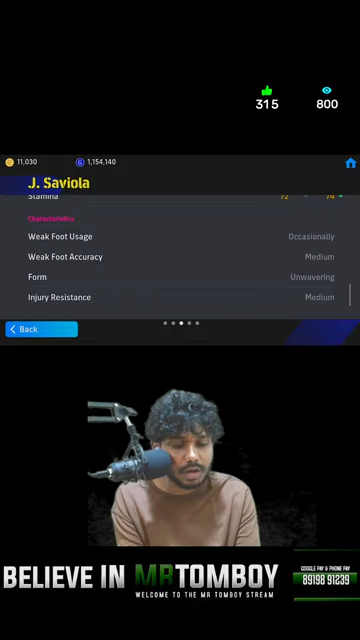 315
800
11,030
1,154,140
J. Saviola
Stamina 72 74
Characteristics
Weak Foot Usage Occasionally
Weak Foot Accuracy Medium
Form Unwavering
Injury Resistance Medium
Back
BELIEVE IN MRTOMBOY
WELCOME TO THE MR TOMBOY STREAM
GOOGLE PAY & PHONE PAY
89198 91239